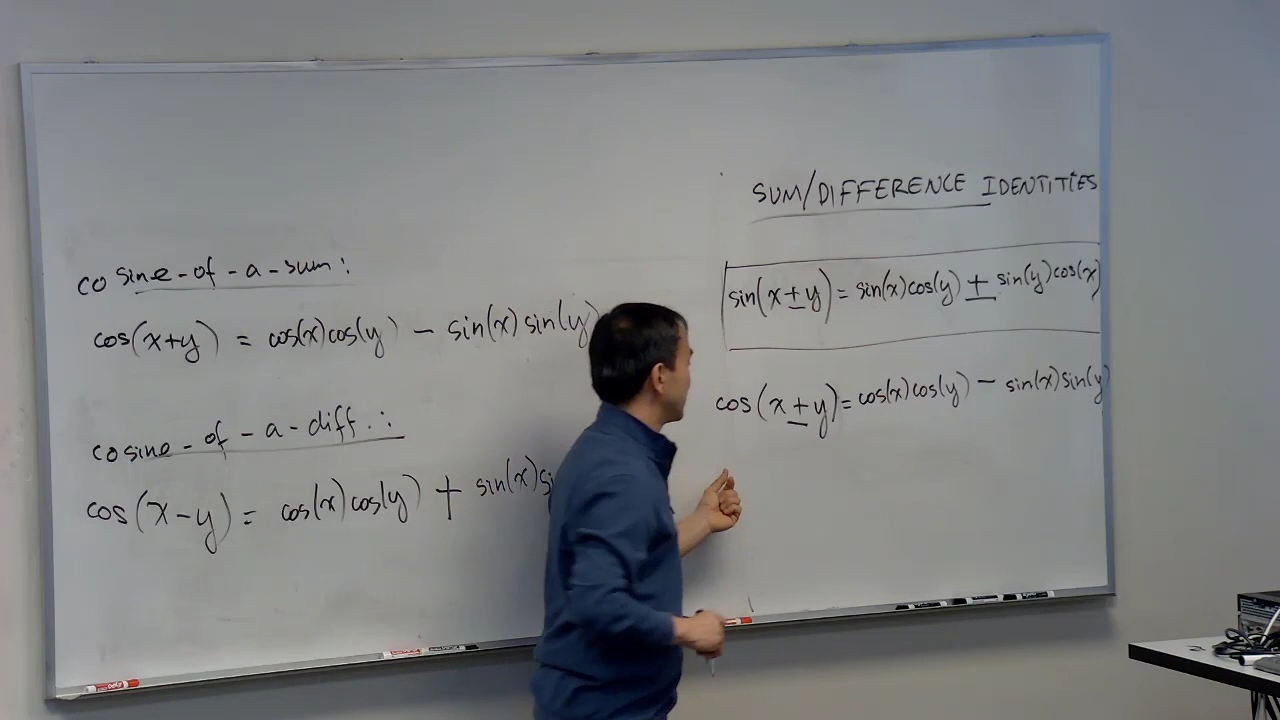 cosine-of-a-sum:
cos(x+y) = cos(x)cos(y) - sin(x)sin(y)
cosine-of-a-diff.:
cos(x-y) = cos(x)cos(y) + sin(x)
SUM/DIFFERENCE IDENTITIES
sin(x±y)=sin(x)cos(y) ± sin(y)cos(x)
cos(x±y)=cos(x)cos(y) - sin(x)sin(y)